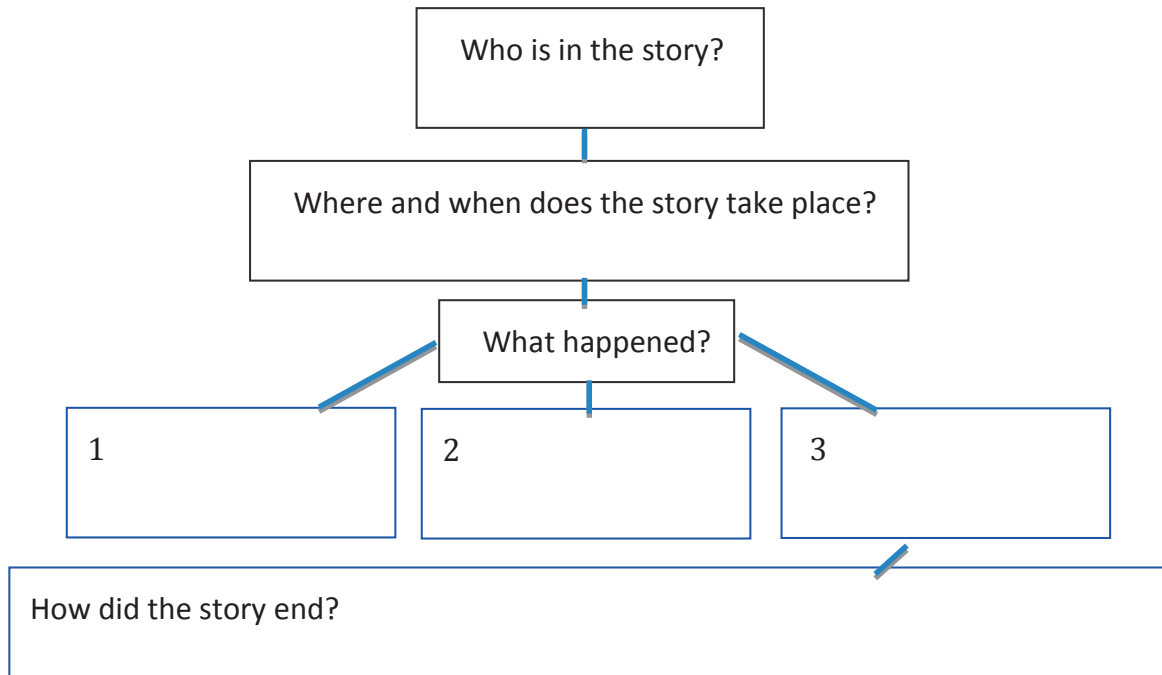 Who is in the story?
Where and when does the story take place?
What happened?
1
2
3
How did the story end?